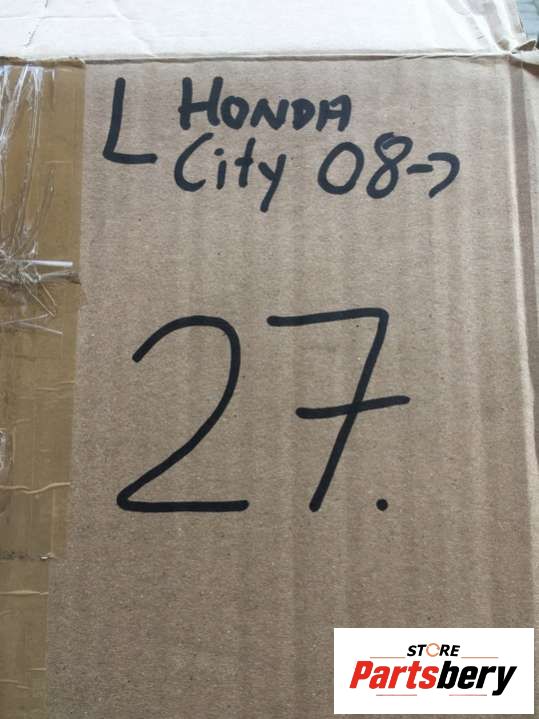 L HONDA
City 08->
27.
STORE
Partsbery